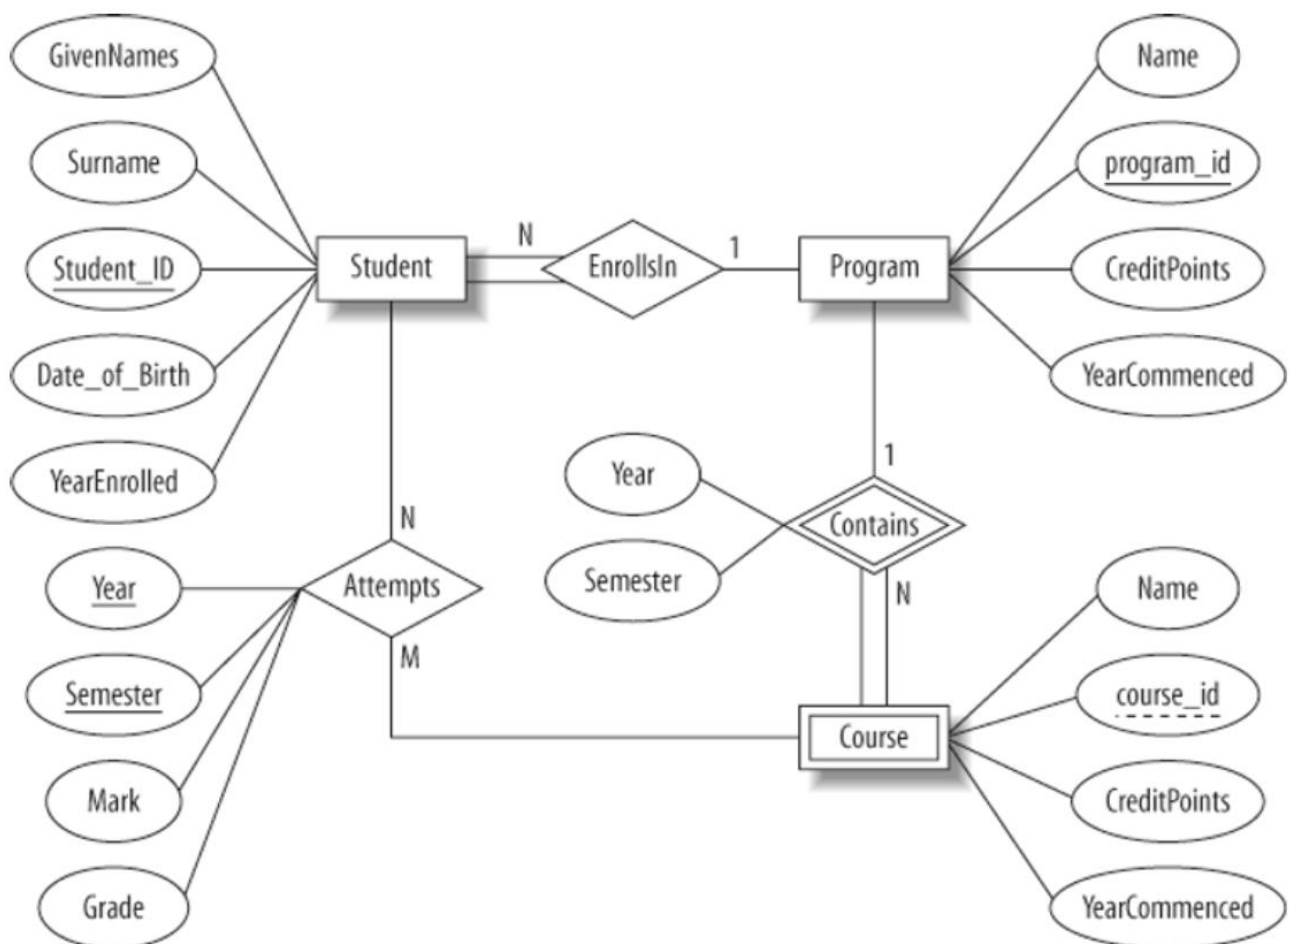 GivenNames
Name
Surname
program_id
N
1
Student_ID
Student
EnrollsIn
Program
CreditPoints
Date_of_Birth
YearCommenced
1
YearEnrolled
Year
N
Contains
Year
Attempts
Semester
N
Name
M
Semester
course_id
Course
Mark
CreditPoints
Grade
YearCommenced